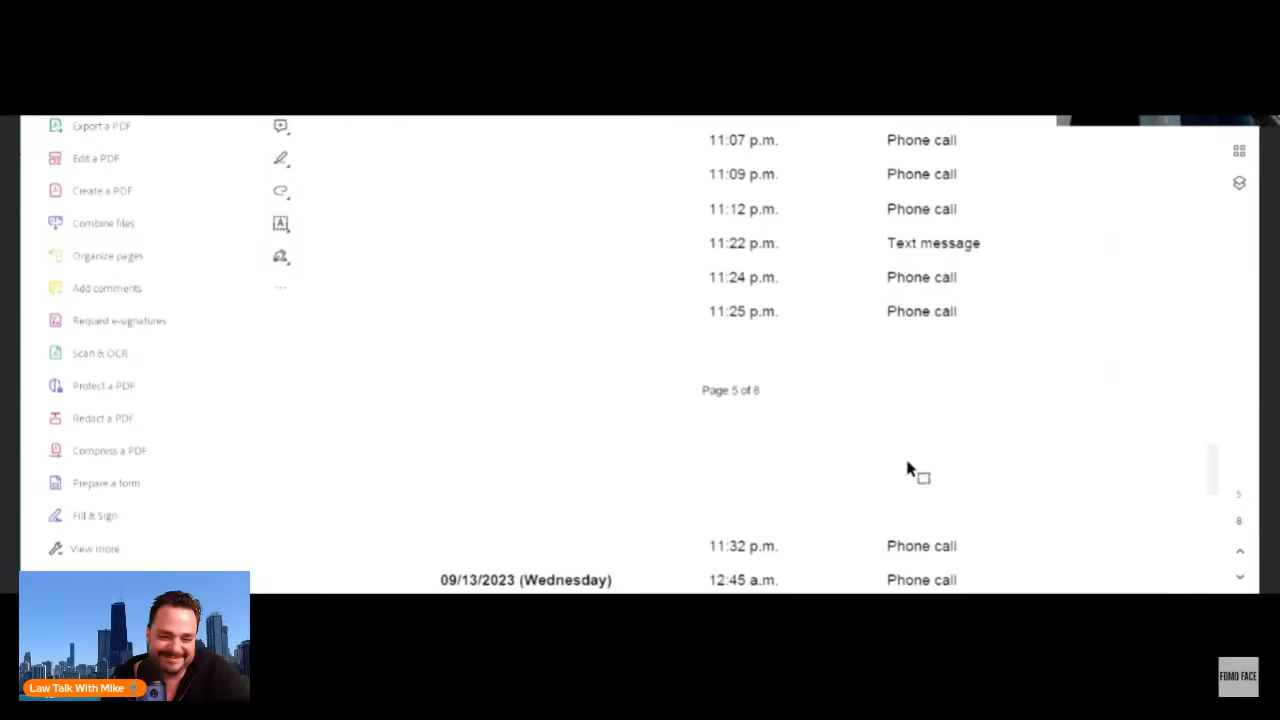 Export a PDF
Edit a PDF
Create a PDF
Combine files
Organize pages
Add comments
Request e-signatures
Scan & OCR
Protect a PDF
Redact a PDF
Compress a PDF
Prepare a form
Fill & Sign
View more
A
11:07 p.m. Phone call
11:09 p.m. Phone call
11:12 p.m. Phone call
11:22 p.m. Text message
11:24 p.m. Phone call
11:25 p.m. Phone call
Page 5 of 8
11:32 p.m. Phone call
09/13/2023 (Wednesday) 12:45 a.m. Phone call
5
8
Law Talk With Mike
FOMO FACE